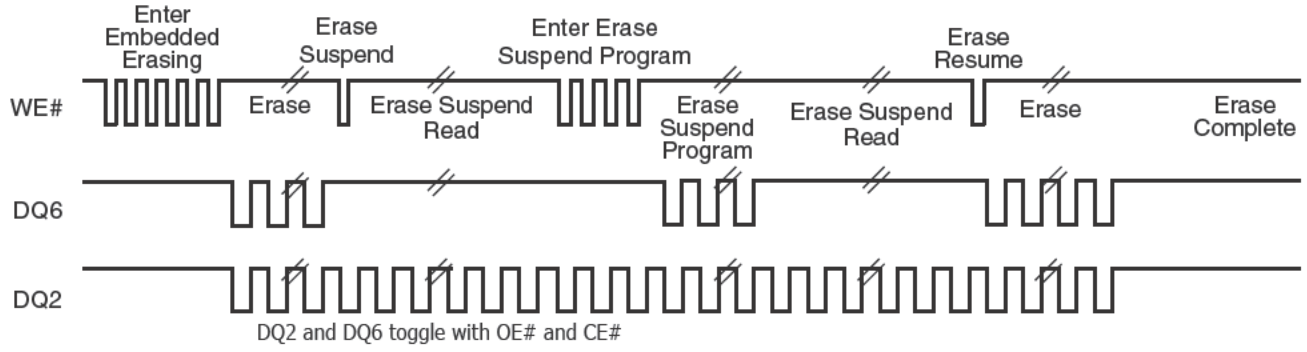 Enter
Embedded
Erasing
Erase
Suspend
Enter Erase
Suspend Program
Erase
Resume
WE#
Erase
Erase Suspend
Read
Erase
Suspend
Program
Erase Suspend
Read
Erase
Erase
Complete
DQ6
DQ2
DQ2 and DQ6 toggle with OE# and CE#